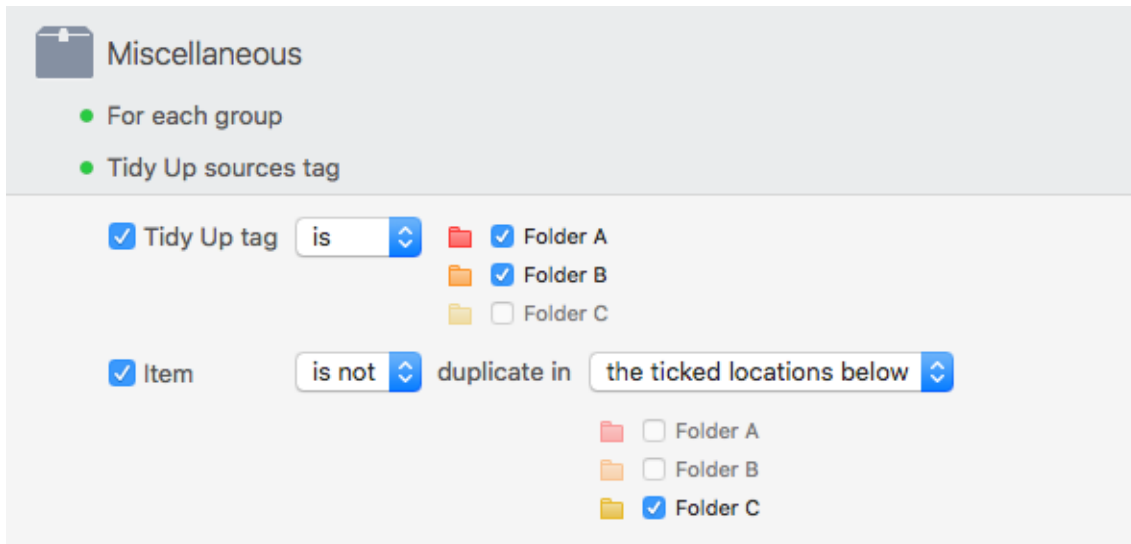 Miscellaneous
For each group
Tidy Up sources tag
Tidy Up tag is Folder A
Folder B
Folder C
Item is not duplicate in the ticked locations below
Folder A
Folder B
Folder C